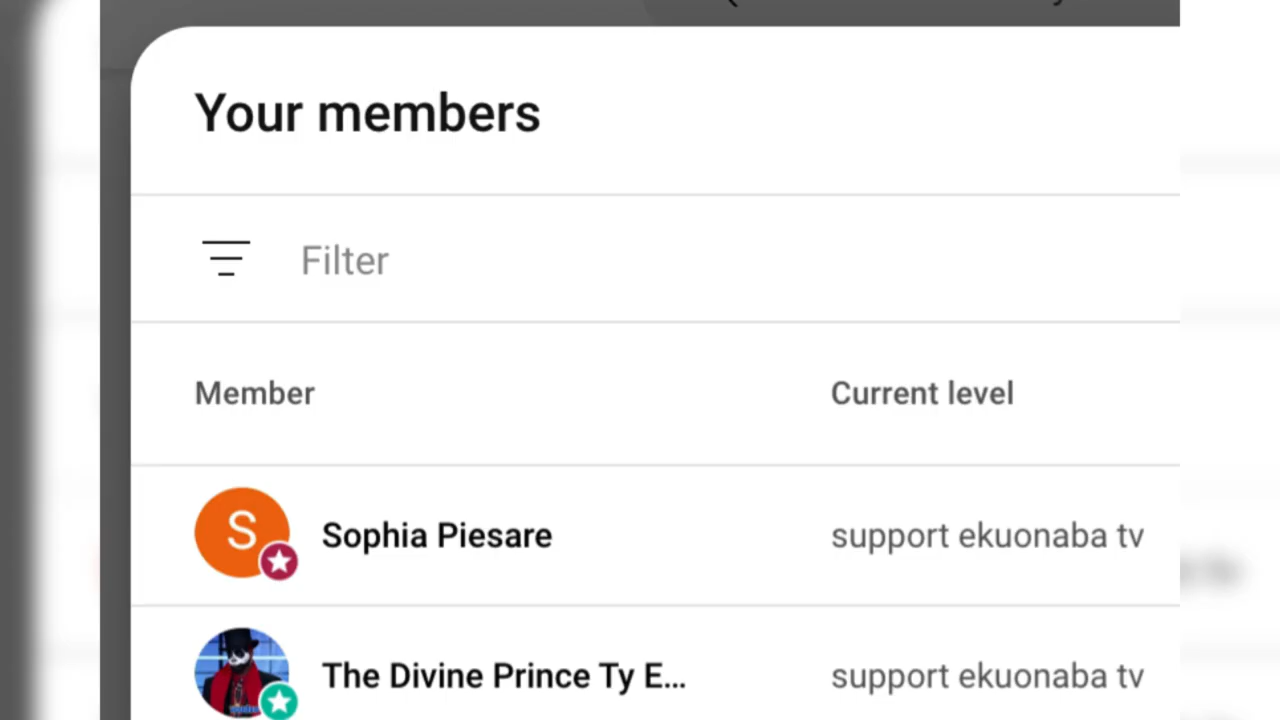 Your members
Filter
Member Current level
S Sophia Piesare support ekuonaba tv
The Divine Prince Ty E... support ekuonaba tv